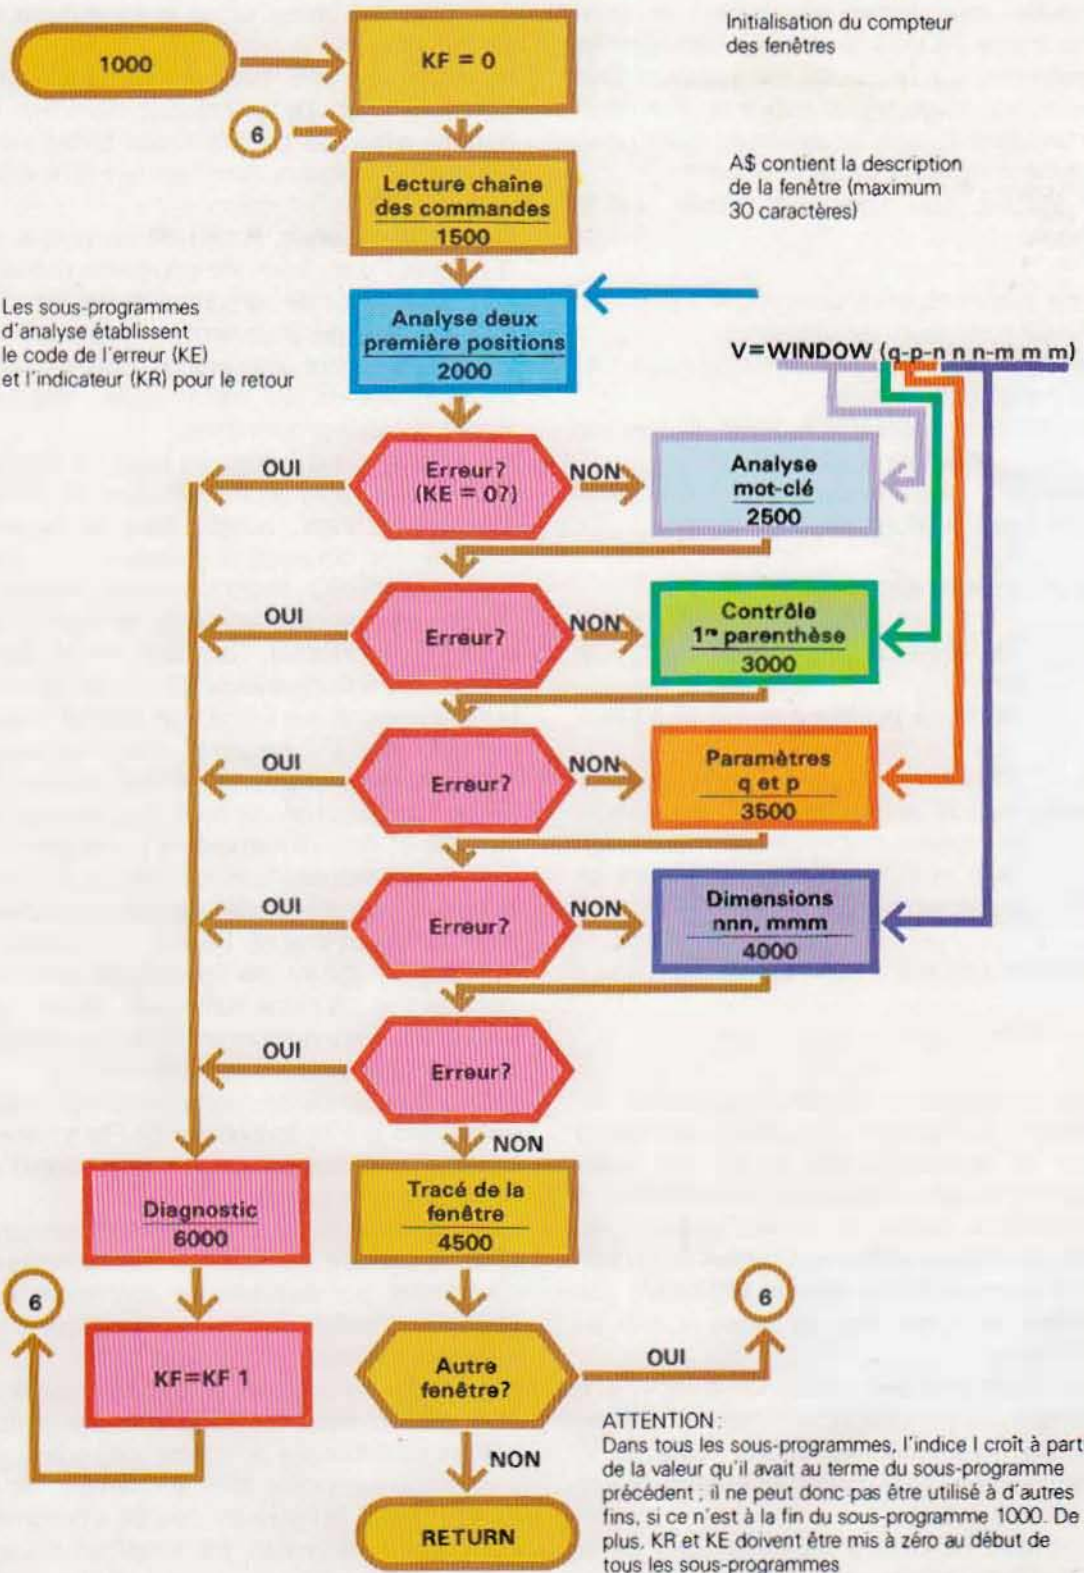 Initialisation du compteur
des fenêtres
1000
KF = 0
6
A$ contient la description
de la fenêtre (maximum
30 caractères)
Lecture chaîne
des commandes
1500
Les sous-programmes
d'analyse établissent
le code de l'erreur (KE)
et l'indicateur (KR) pour le retour
Analyse deux
première positions
2000
V=WINDOW (q-p-n n n-m m m)
OUI
Erreur?
(KE = 0?)
NON
Analyse
mot-clé
2500
OUI
Erreur?
NON
Contrôle
1re parenthèse
3000
OUI
Erreur?
NON
Paramètres
q et p
3500
OUI
Erreur?
NON
Dimensions
nnn, mmm
4000
OUI
Erreur?
NON
Diagnostic
6000
Tracé de la
fenêtre
4500
6
6
KF=KF 1
Autre
fenêtre?
OUI
NON
RETURN
ATTENTION:
Dans tous les sous-programmes, l'indice I croît à part
de la valeur qu'il avait au terme du sous-programme
précédent; il ne peut donc pas être utilisé à d'autres
fins, si ce n'est à la fin du sous-programme 1000. De
plus, KR et KE doivent être mis à zéro au début de
tous les sous-programmes